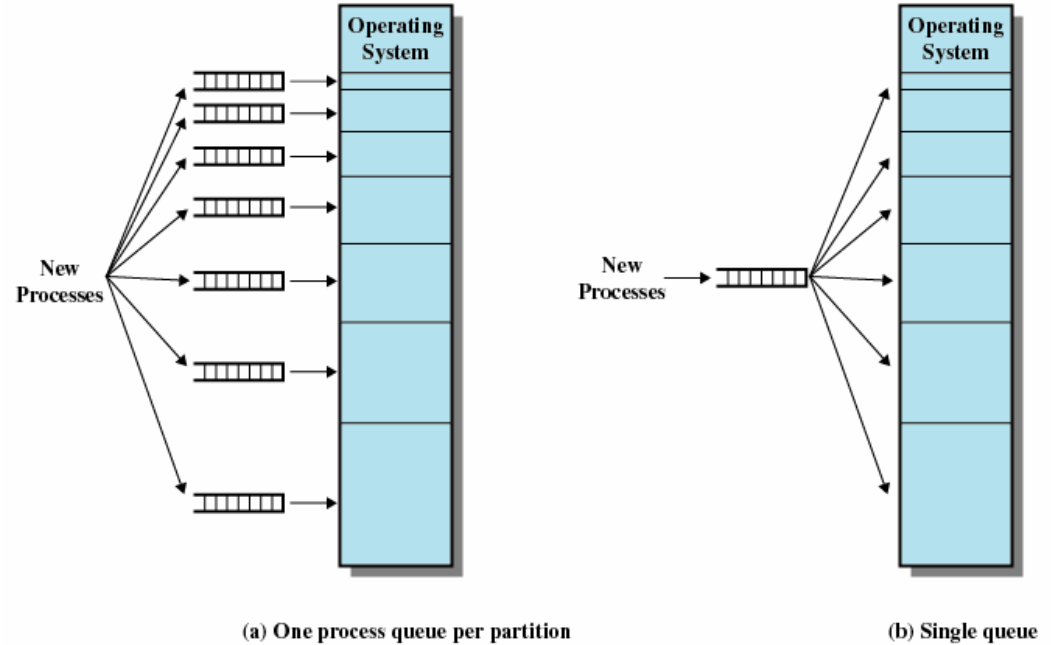 Operating
System
New
Processes
(a) One process queue per partition
Operating
System
New
Processes
(b) Single queue